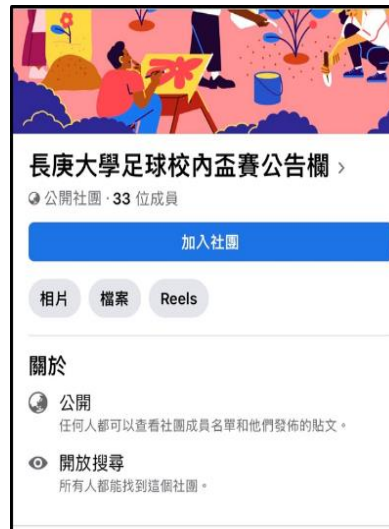 長庚大學足球校內盃賽公告欄 >
公開社團 · 33 位成員
加入社團
相片 檔案 Reels
關於
公開
任何人都可以查看社團成員名單和他們發佈的貼文。
開放搜尋
所有人都能找到這個社團。